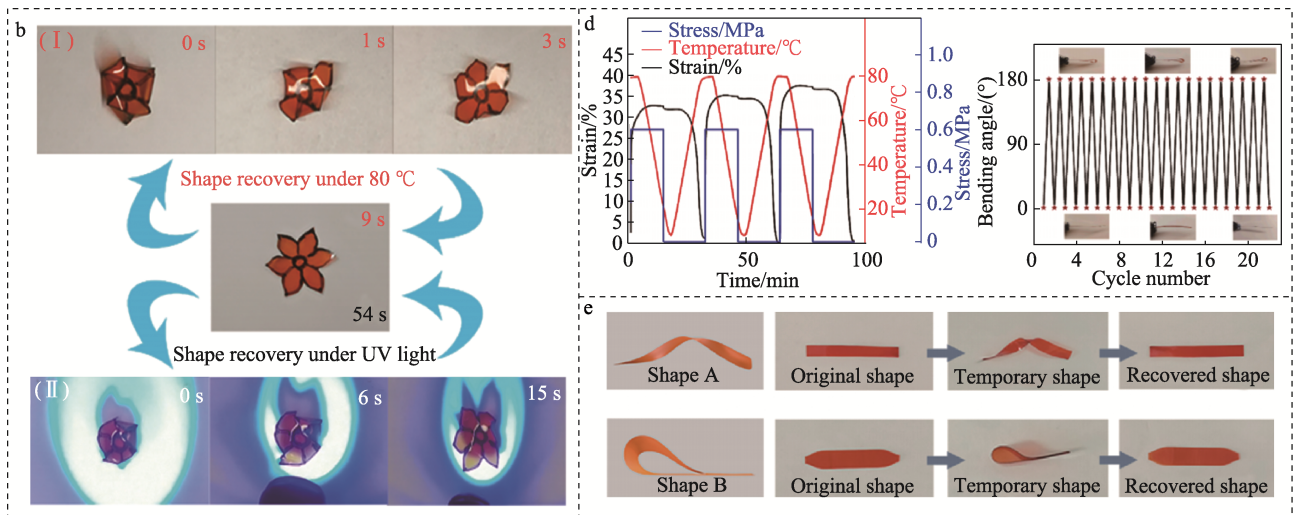 b
(Ⅰ)
0 s
1 s
3 s
Shape recovery under 80 ℃
9 s
54 s
Shape recovery under UV light
(Ⅱ)
0 s
6 s
15 s
d
Stress/MPa
Temperature/℃
Strain/%
45
40
35
30
25
20
15
10
5
0
Strain/%
0
50
100
Time/min
80
60
40
20
Temperature/℃
1.0
0.8
0.6
0.4
0.2
0
Stress/MPa
180
90
0
Bending angle/(°)
0
4
8
12
16
20
Cycle number
e
Shape A
Original shape
Temporary shape
Recovered shape
Shape B
Original shape
Temporary shape
Recovered shape